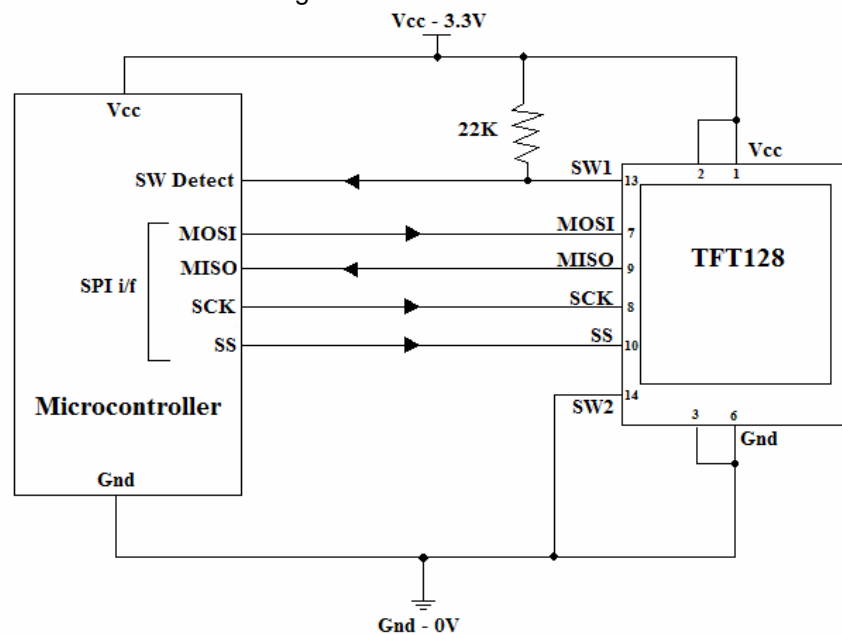 Vcc - 3.3V
Vcc
22K
Vcc
2 1
SW Detect
SW1
13
MOSI
MOSI
7
TFT128
MISO
MISO
9
SPI i/f
SCK
SCK
8
SS
SS
10
Microcontroller
14
SW2
3 6
Gnd
Gnd
Gnd - 0V